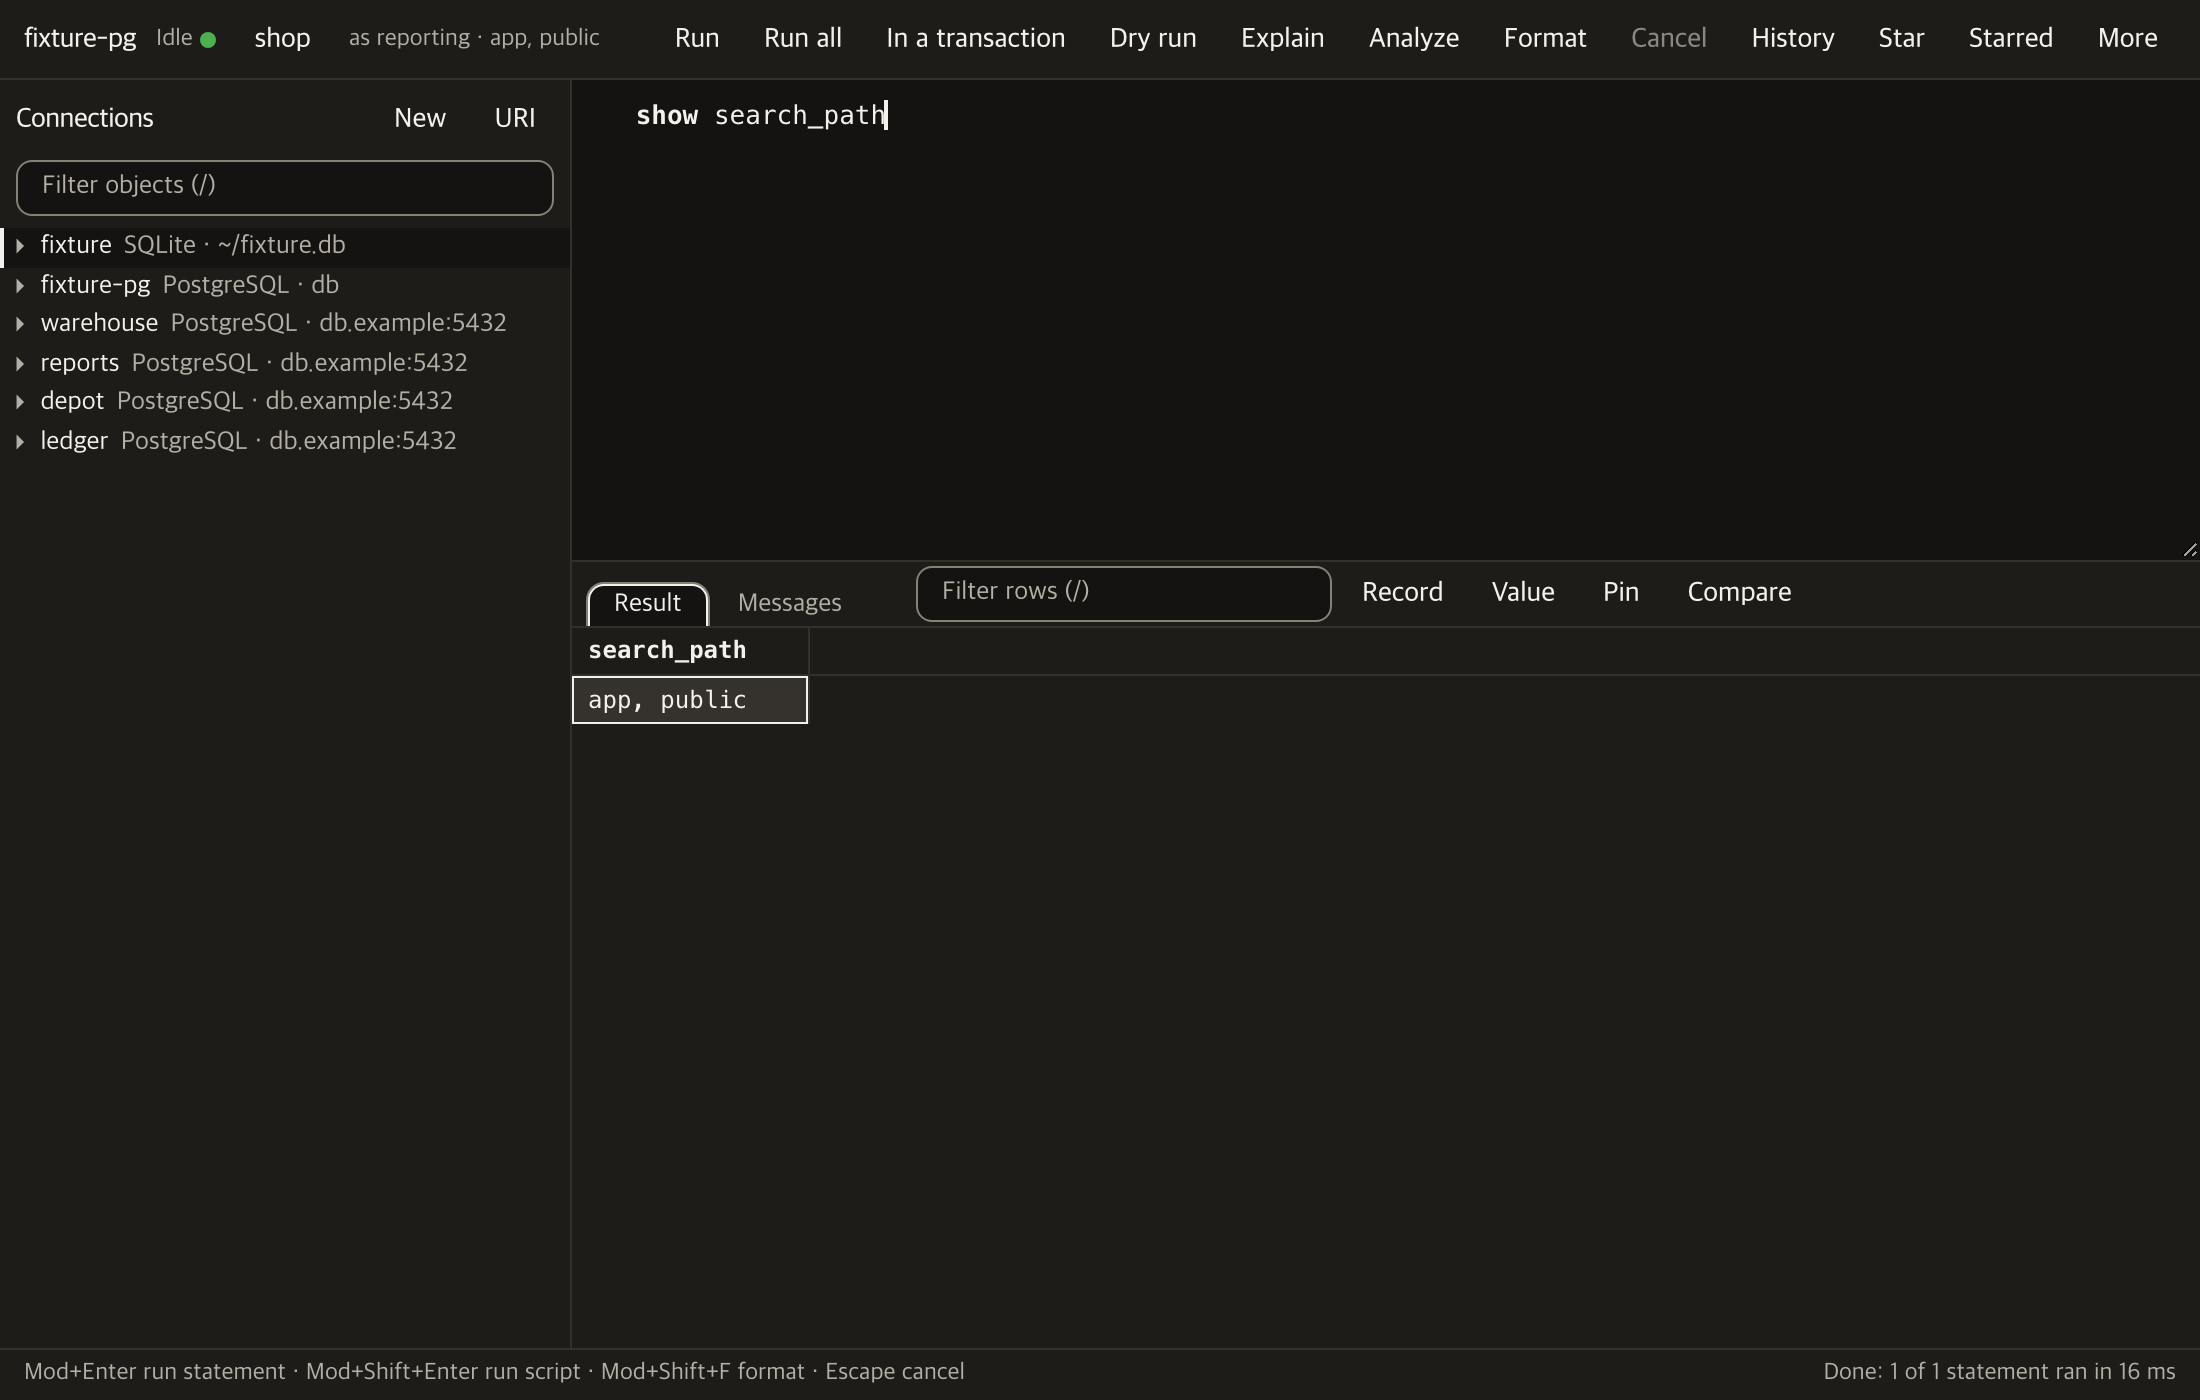 fixture-pg Idle shop as reporting · app, public Run Run all In a transaction Dry run Explain Analyze Format Cancel History Star Starred More
Connections New URI
Filter objects (/)
fixture SQLite · ~/fixture.db
fixture-pg PostgreSQL · db
warehouse PostgreSQL · db.example:5432
reports PostgreSQL · db.example:5432
depot PostgreSQL · db.example:5432
ledger PostgreSQL · db.example:5432
show search_path
Result Messages Filter rows (/) Record Value Pin Compare
search_path
app, public
Mod+Enter run statement · Mod+Shift+Enter run script · Mod+Shift+F format · Escape cancel
Done: 1 of 1 statement ran in 16 ms